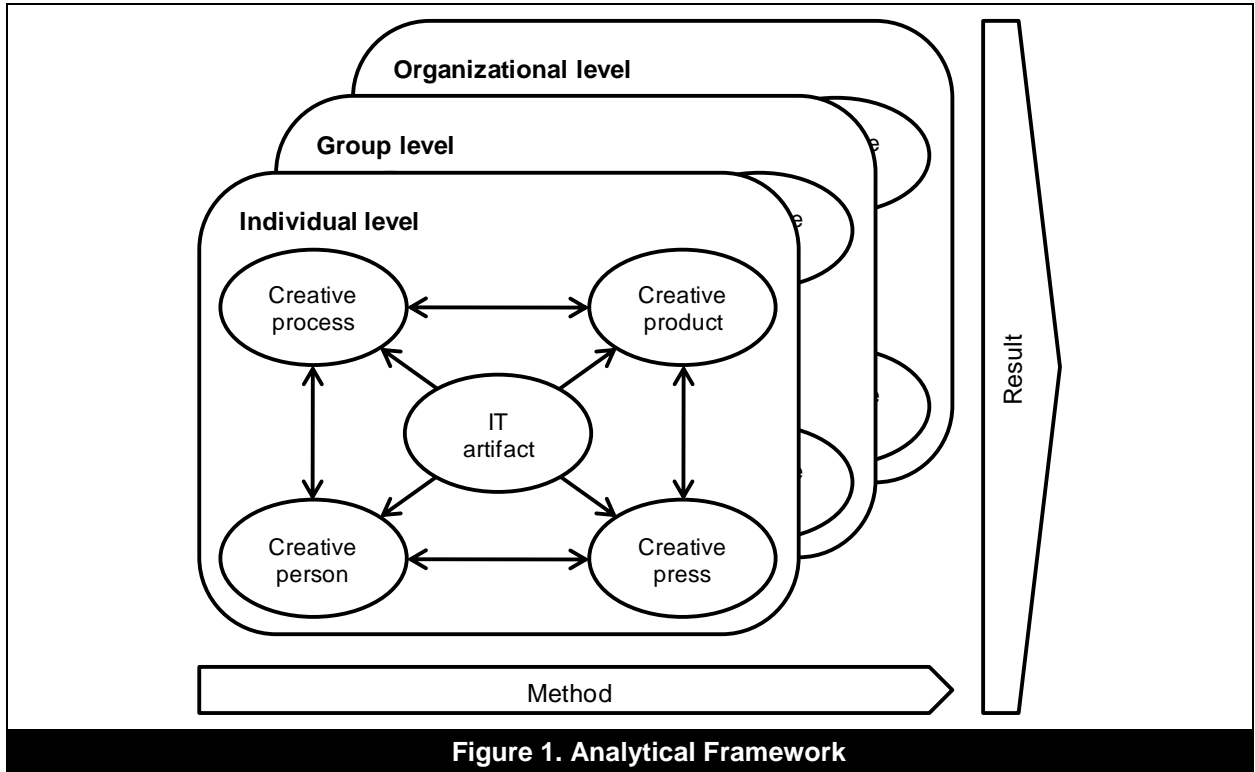 Organizational level
Group level
Individual level
Creative
process
Creative
product
IT
artifact
Creative
person
Creative
press
Method
Result
Figure 1. Analytical Framework